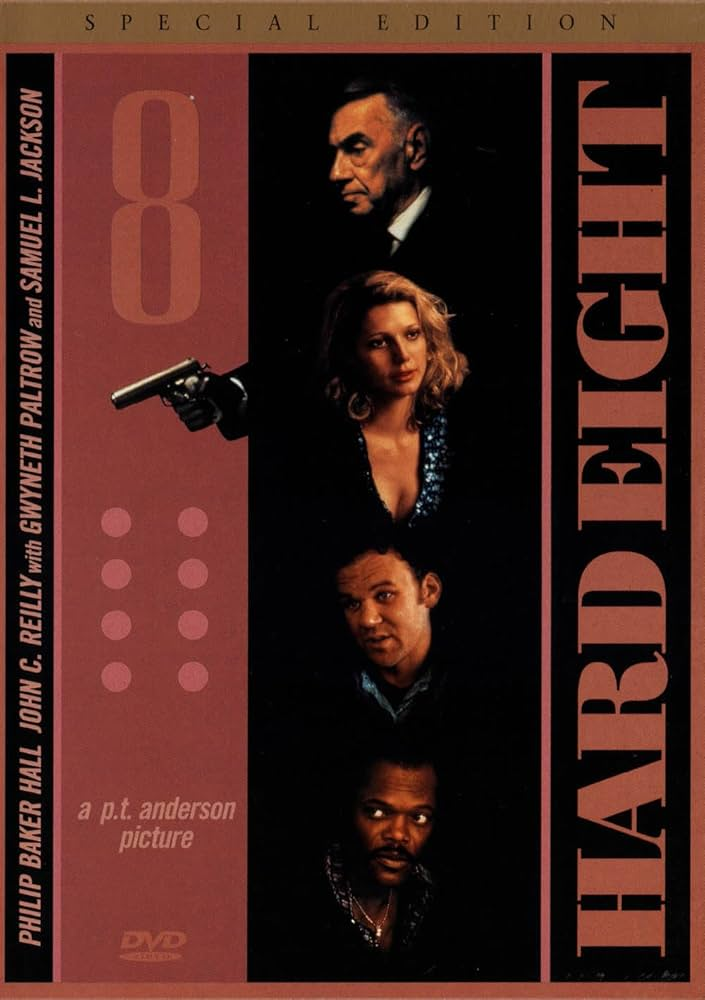 SPECIAL EDITION
PHILIP BAKER HALL JOHN C. REILLY with GWYNETH PALTROW and SAMUEL L. JACKSON
8
a p.t. anderson
picture
DVD
VIDEO
HARD EIGHT